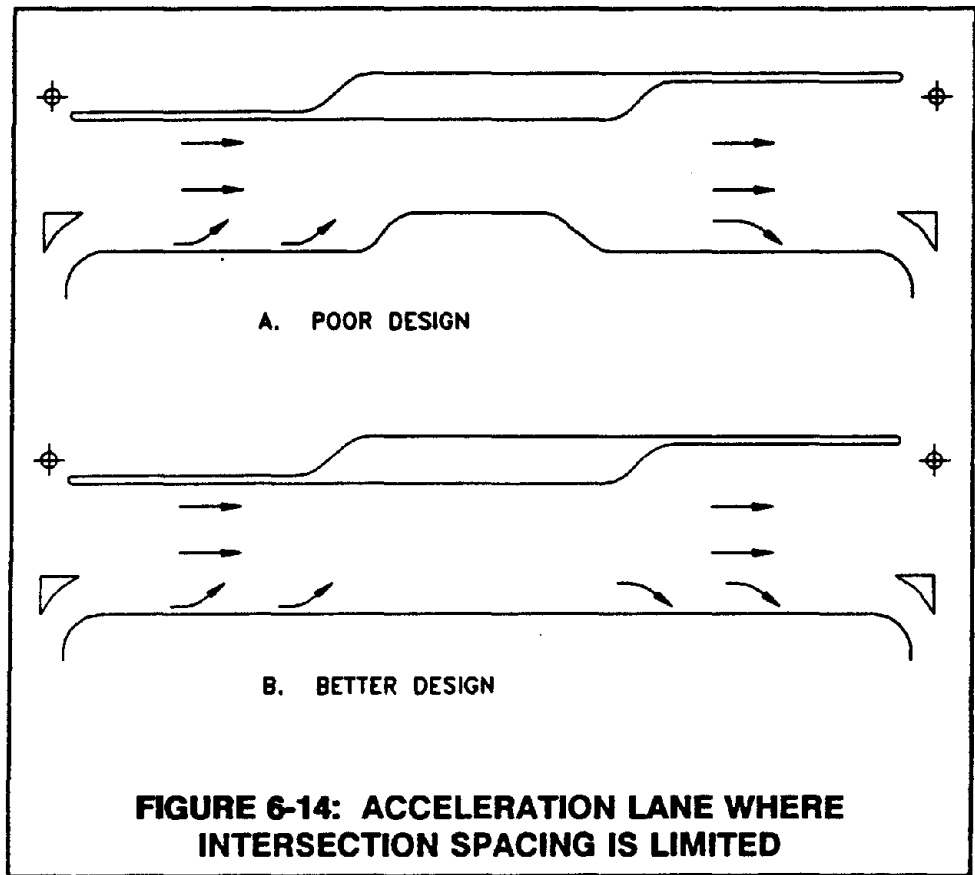 A. POOR DESIGN
B. BETTER DESIGN
FIGURE 6-14: ACCELERATION LANE WHERE
INTERSECTION SPACING IS LIMITED